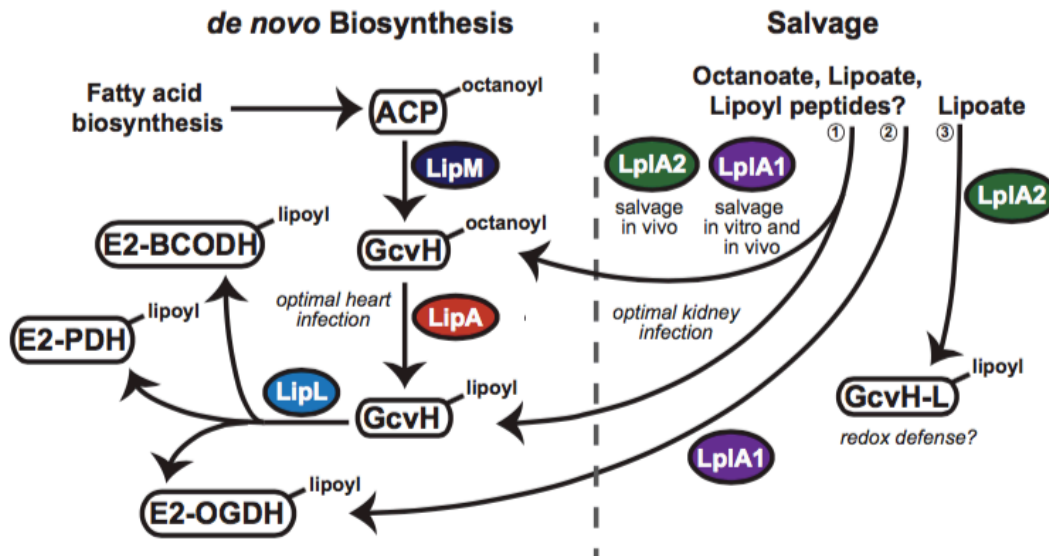 de novo Biosynthesis
Salvage
Fatty acid
biosynthesis
octanoyl
ACP
LipM
octanoyl
GcvH
optimal heart
infection
LipA
lipoyl
GcvH
LipL
lipoyl
E2-BCODH
lipoyl
E2-PDH
lipoyl
E2-OGDH
Octanoate, Lipoate,
Lipoyl peptides?
Lipoate
1
2
3
LplA2
salvage
in vivo
LplA1
salvage
in vitro and
in vivo
LplA2
optimal kidney
infection
LplA1
lipoyl
GcvH-L
redox defense?